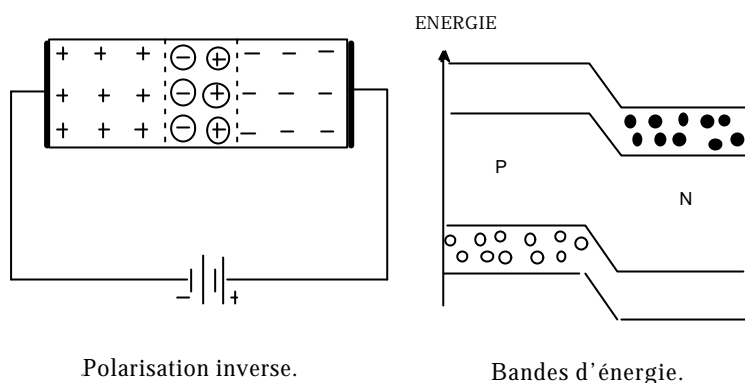 ENERGIE
+ + + − + − − −
+ + + − + − − −
+ + + − + − − −
P
N
− +
Polarisation inverse.
Bandes d’énergie.